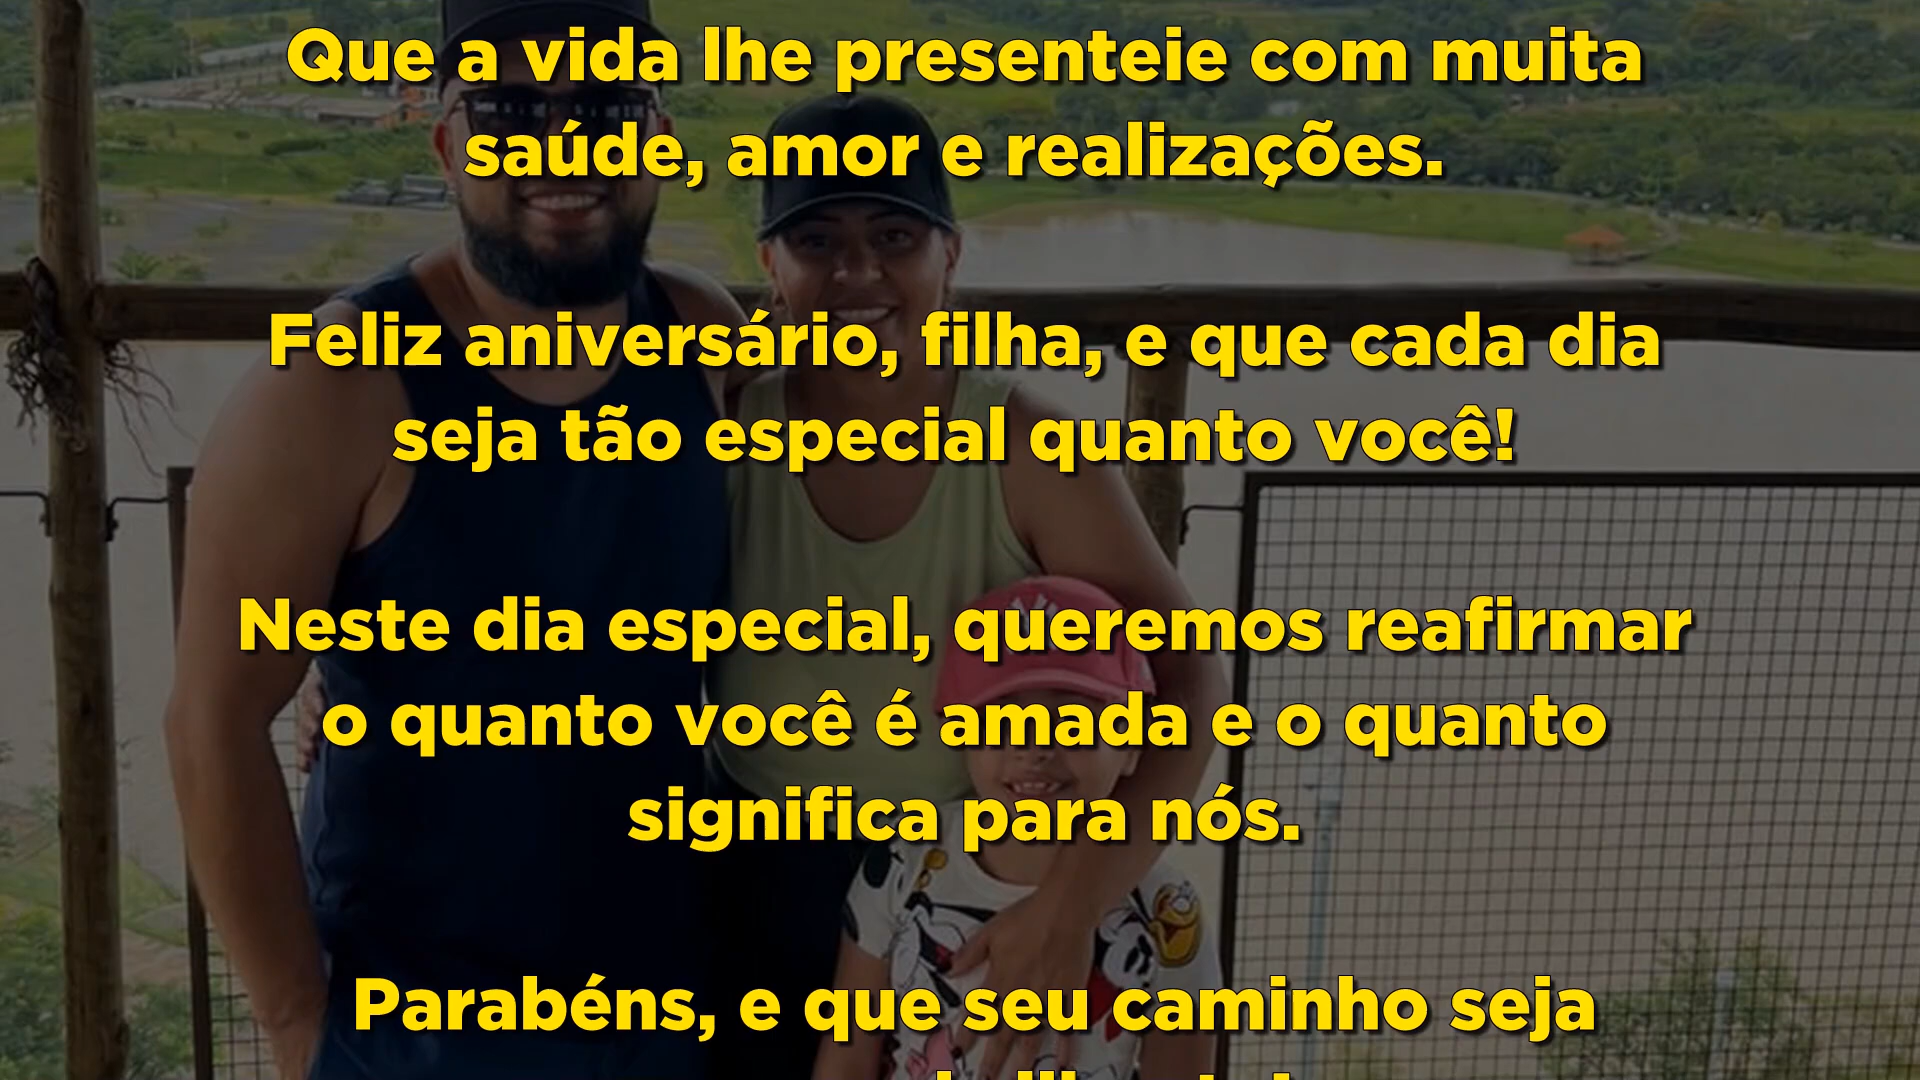 Que a vida lhe presenteie com muita
saúde, amor e realizações.
Feliz aniversário, filha, e que cada dia
seja tão especial quanto você!
Neste dia especial, queremos reafirmar
o quanto você é amada e o quanto
significa para nós.
Parabéns, e que seu caminho seja